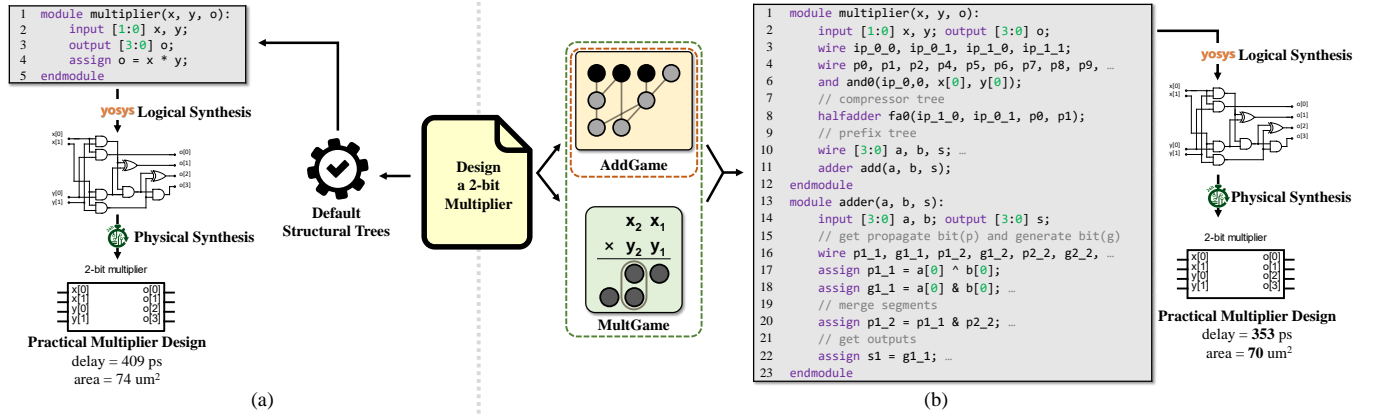 1 module multiplier(x, y, o):
2 input [1:0] x, y;
3 output [3:0] o;
4 assign o = x * y;
5 endmodule
yosys Logical Synthesis
x[0]
x[1]
y[0]
y[1]
o[0]
o[1]
o[2]
o[3]
Physical Synthesis
2-bit multiplier
x[0] o[0]
x[1] o[1]
y[0] o[2]
y[1] o[3]
Practical Multiplier Design
delay = 409 ps
area = 74 um²
(a)
Default
Structural Trees
Design
a 2-bit
Multiplier
AddGame
x₂ x₁
× y₂ y₁
MultGame
1 module multiplier(x, y, o):
2 input [1:0] x, y; output [3:0] o;
3 wire ip_0_0, ip_0_1, ip_1_0, ip_1_1;
4 wire p0, p1, p2, p4, p5, p6, p7, p8, p9, …
6 and and0(ip_0,0, x[0], y[0]);
7 // compressor tree
8 halfadder fa0(ip_1_0, ip_0_1, p0, p1);
9 // prefix tree
10 wire [3:0] a, b, s; …
11 adder add(a, b, s);
12 endmodule
13 module adder(a, b, s):
14 input [3:0] a, b; output [3:0] s;
15 // get propagate bit(p) and generate bit(g)
16 wire p1_1, g1_1, p1_2, g1_2, p2_2, g2_2, …
17 assign p1_1 = a[0] ^ b[0];
18 assign g1_1 = a[0] & b[0]; …
19 // merge segments
20 assign p1_2 = p1_1 & p2_2; …
21 // get outputs
22 assign s1 = g1_1; …
23 endmodule
(b)
yosys Logical Synthesis
x[0]
x[1]
y[0]
y[1]
o[0]
o[1]
o[2]
o[3]
Physical Synthesis
2-bit multiplier
x[0] o[0]
x[1] o[1]
y[0] o[2]
y[1] o[3]
Practical Multiplier Design
delay = 353 ps
area = 70 um²